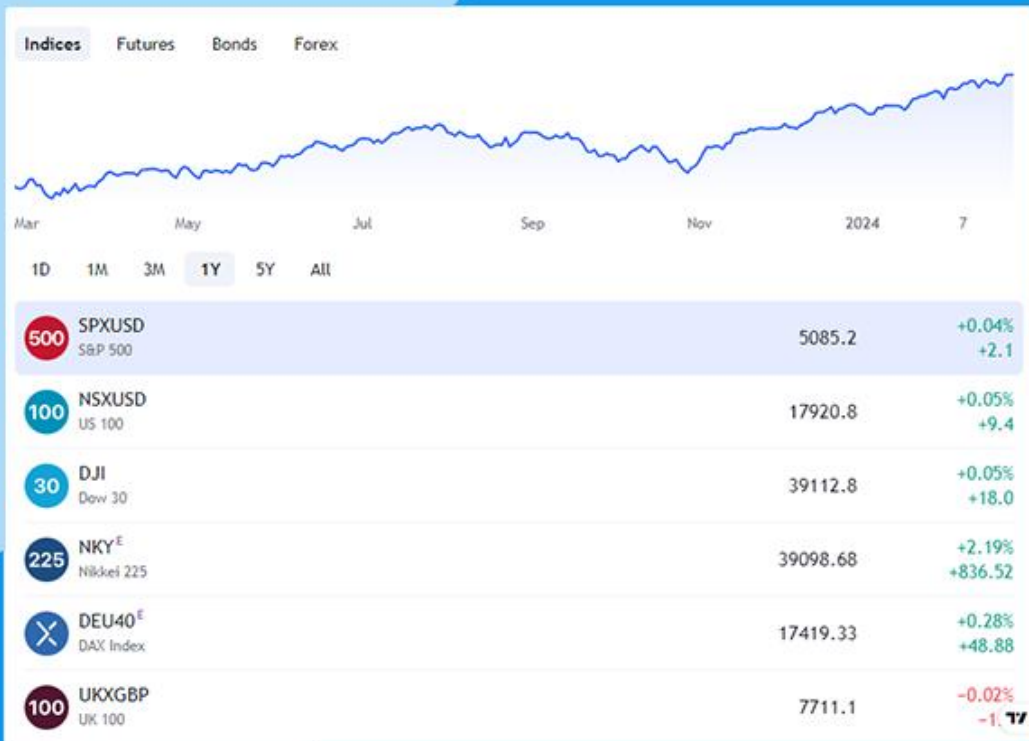 Indices Futures Bonds Forex
Mar May Jul Sep Nov 2024 7
1D 1M 3M 1Y 5Y All
500 SPXUSD 5085.2 +0.04%
S&P 500 +2.1
100 NSXUSD 17920.8 +0.05%
US 100 +9.4
30 DJI 39112.8 +0.05%
Dow 30 +18.0
225 NKY E 39098.68 +2.19%
Nikkei 225 +836.52
DEU40 E 17419.33 +0.28%
DAX Index +48.88
100 UKXGBP 7711.1 −0.02%
UK 100